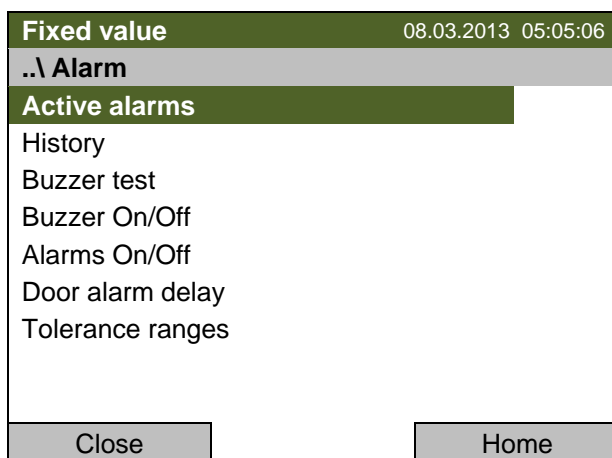 Fixed value 08.03.2013 05:05:06
..\ Alarm
Active alarms
History
Buzzer test
Buzzer On/Off
Alarms On/Off
Door alarm delay
Tolerance ranges
Close Home